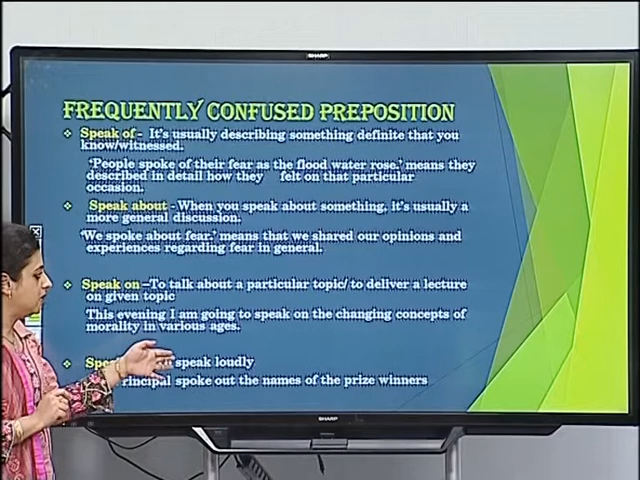 SHARP
FREQUENTLY CONFUSED PREPOSITION
❖ Speak of - It's usually describing something definite that you
know/witnessed.
'People spoke of their fear as the flood water rose.' means they
described in detail how they felt on that particular
occasion.
❖ Speak about - When you speak about something, it's usually a
more general discussion.
'We spoke about fear.' means that we shared our opinions and
experiences regarding fear in general.
❖ Speak on –To talk about a particular topic/ to deliver a lecture
on given topic
This evening I am going to speak on the changing concepts of
morality in various ages.
❖ speak loudly
spoke out the names of the prize winners
SHARP